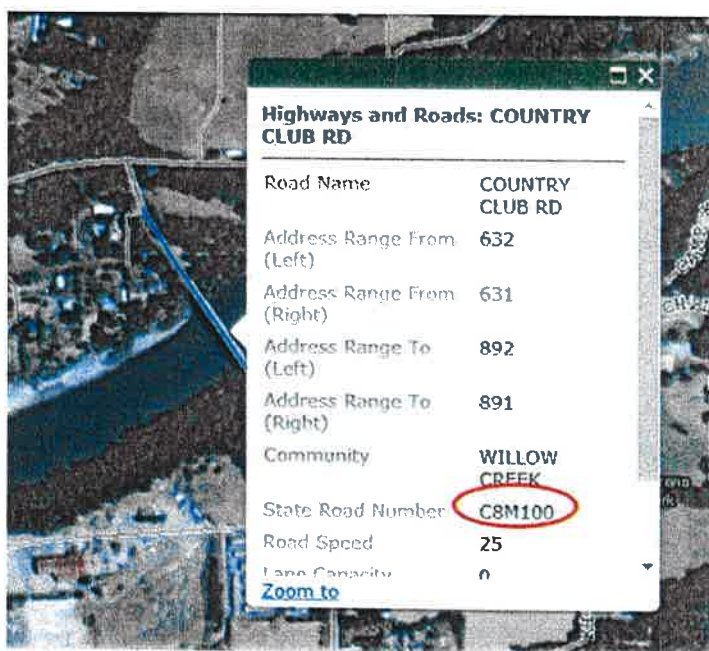 Highways and Roads: COUNTRY
CLUB RD
Road Name COUNTRY
CLUB RD
Address Range From 632
(Left)
Address Range From 631
(Right)
Address Range To 892
(Left)
Address Range To 891
(Right)
Community WILLOW
CREEK
State Road Number C8M100
Road Speed 25
Lane Capacity 0
Zoom to